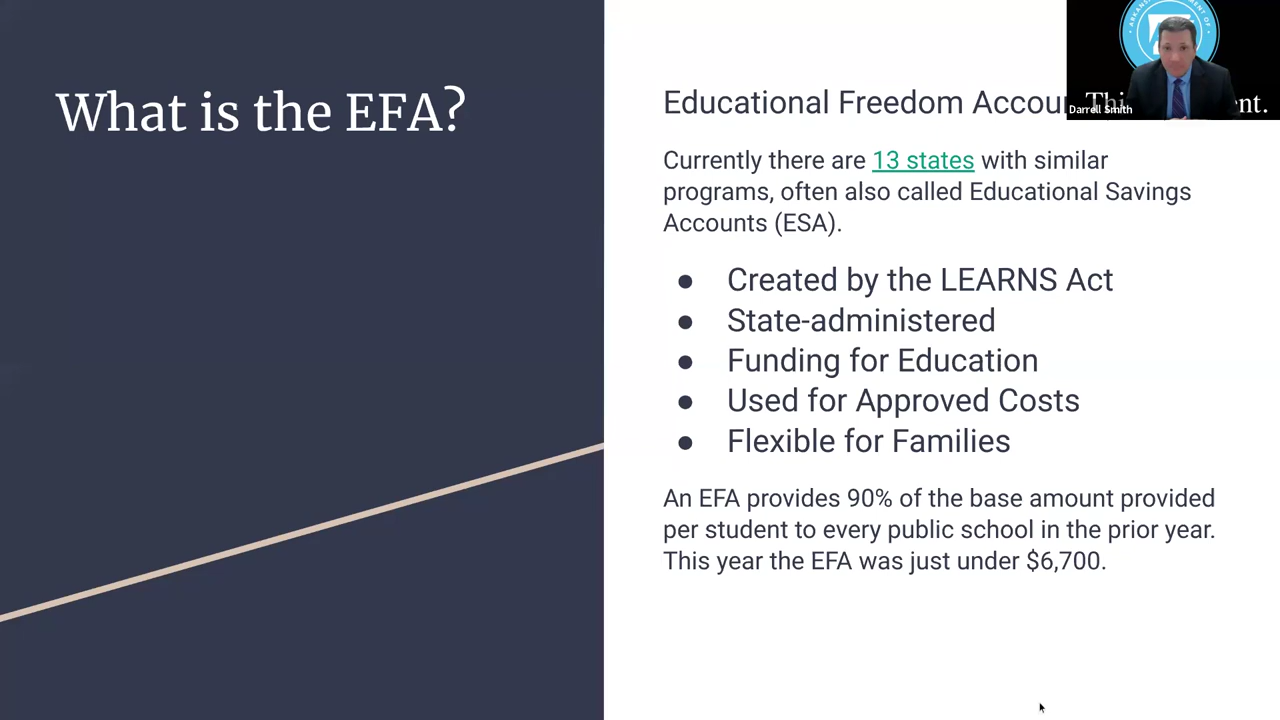 What is the EFA?
Educational Freedom Accou
Currently there are 13 states with similar
programs, often also called Educational Savings
Accounts (ESA).
● Created by the LEARNS Act
● State-administered
● Funding for Education
● Used for Approved Costs
● Flexible for Families
An EFA provides 90% of the base amount provided
per student to every public school in the prior year.
This year the EFA was just under $6,700.
Darrell Smith